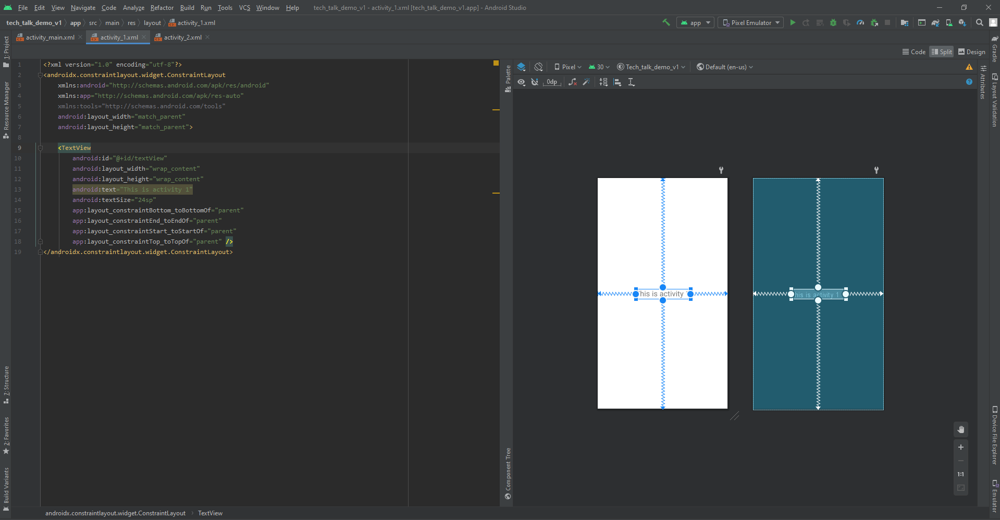 File Edit View Navigate Code Analyze Refactor Build Run Tools VCS Window Help tech_talk_demo_v1 - activity_1.xml [tech_talk_demo_v1.app] - Android Studio
tech_talk_demo_v1 app src main res layout activity_1.xml app Pixel Emulator
activity_main.xml activity_1.xml activity_2.xml
Code Split Design
1: Project
Resource Manager
7: Structure
2: Favorites
Build Variants
1 <?xml version="1.0" encoding="utf-8"?>
2 <androidx.constraintlayout.widget.ConstraintLayout
3 xmlns:android="http://schemas.android.com/apk/res/android"
4 xmlns:app="http://schemas.android.com/apk/res-auto"
5 xmlns:tools="http://schemas.android.com/tools"
6 android:layout_width="match_parent"
7 android:layout_height="match_parent">
8
9 <TextView
10 android:id="@+id/textView"
11 android:layout_width="wrap_content"
12 android:layout_height="wrap_content"
13 android:text="This is activity 1"
14 android:textSize="24sp"
15 app:layout_constraintBottom_toBottomOf="parent"
16 app:layout_constraintEnd_toEndOf="parent"
17 app:layout_constraintStart_toStartOf="parent"
18 app:layout_constraintTop_toTopOf="parent" />
19 </androidx.constraintlayout.widget.ConstraintLayout>
Palette
Component Tree
Pixel 30 Tech_talk_demo_v1 Default (en-us)
0dp
his is activity
his is activity 1
1:1
Attributes
Gradle
Layout Validation
Device File Explorer
Emulator
androidx.constraintlayout.widget.ConstraintLayout TextView